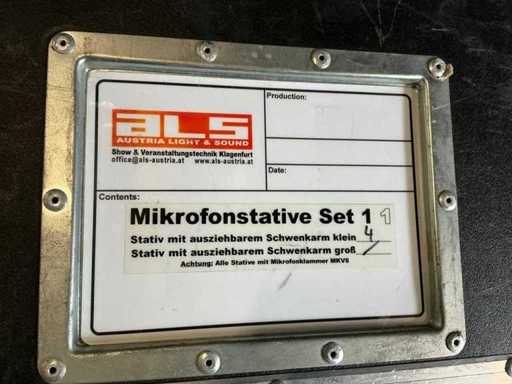 ALS
AUSTRIA LIGHT & SOUND
Show & Veranstaltungstechnik Klagenfurt
office@als-austria.at www.als-austria.at
Production:
Date:
Contents:
Mikrofonstative Set 1 1
Stativ mit ausziehbarem Schwenkarm klein 4
Stativ mit ausziehbarem Schwenkarm groß /
Achtung: Alle Stative mit Mikrofonklammer MKV8